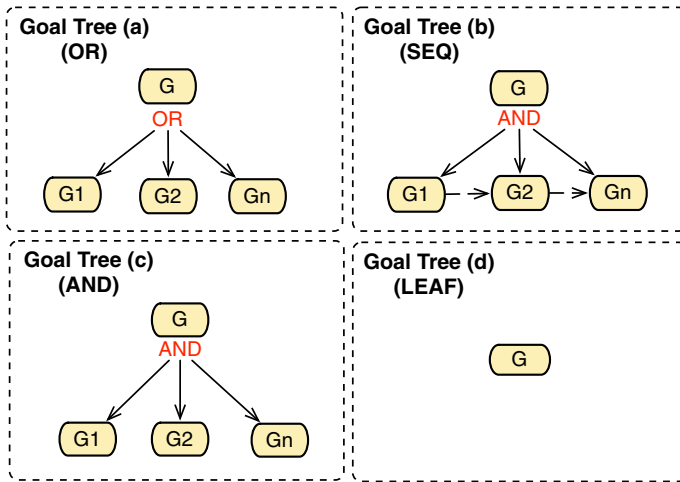 Goal Tree (a)
(OR)
G
OR
G1 G2 Gn
Goal Tree (b)
(SEQ)
G
AND
G1 G2 Gn
Goal Tree (c)
(AND)
G
AND
G1 G2 Gn
Goal Tree (d)
(LEAF)
G